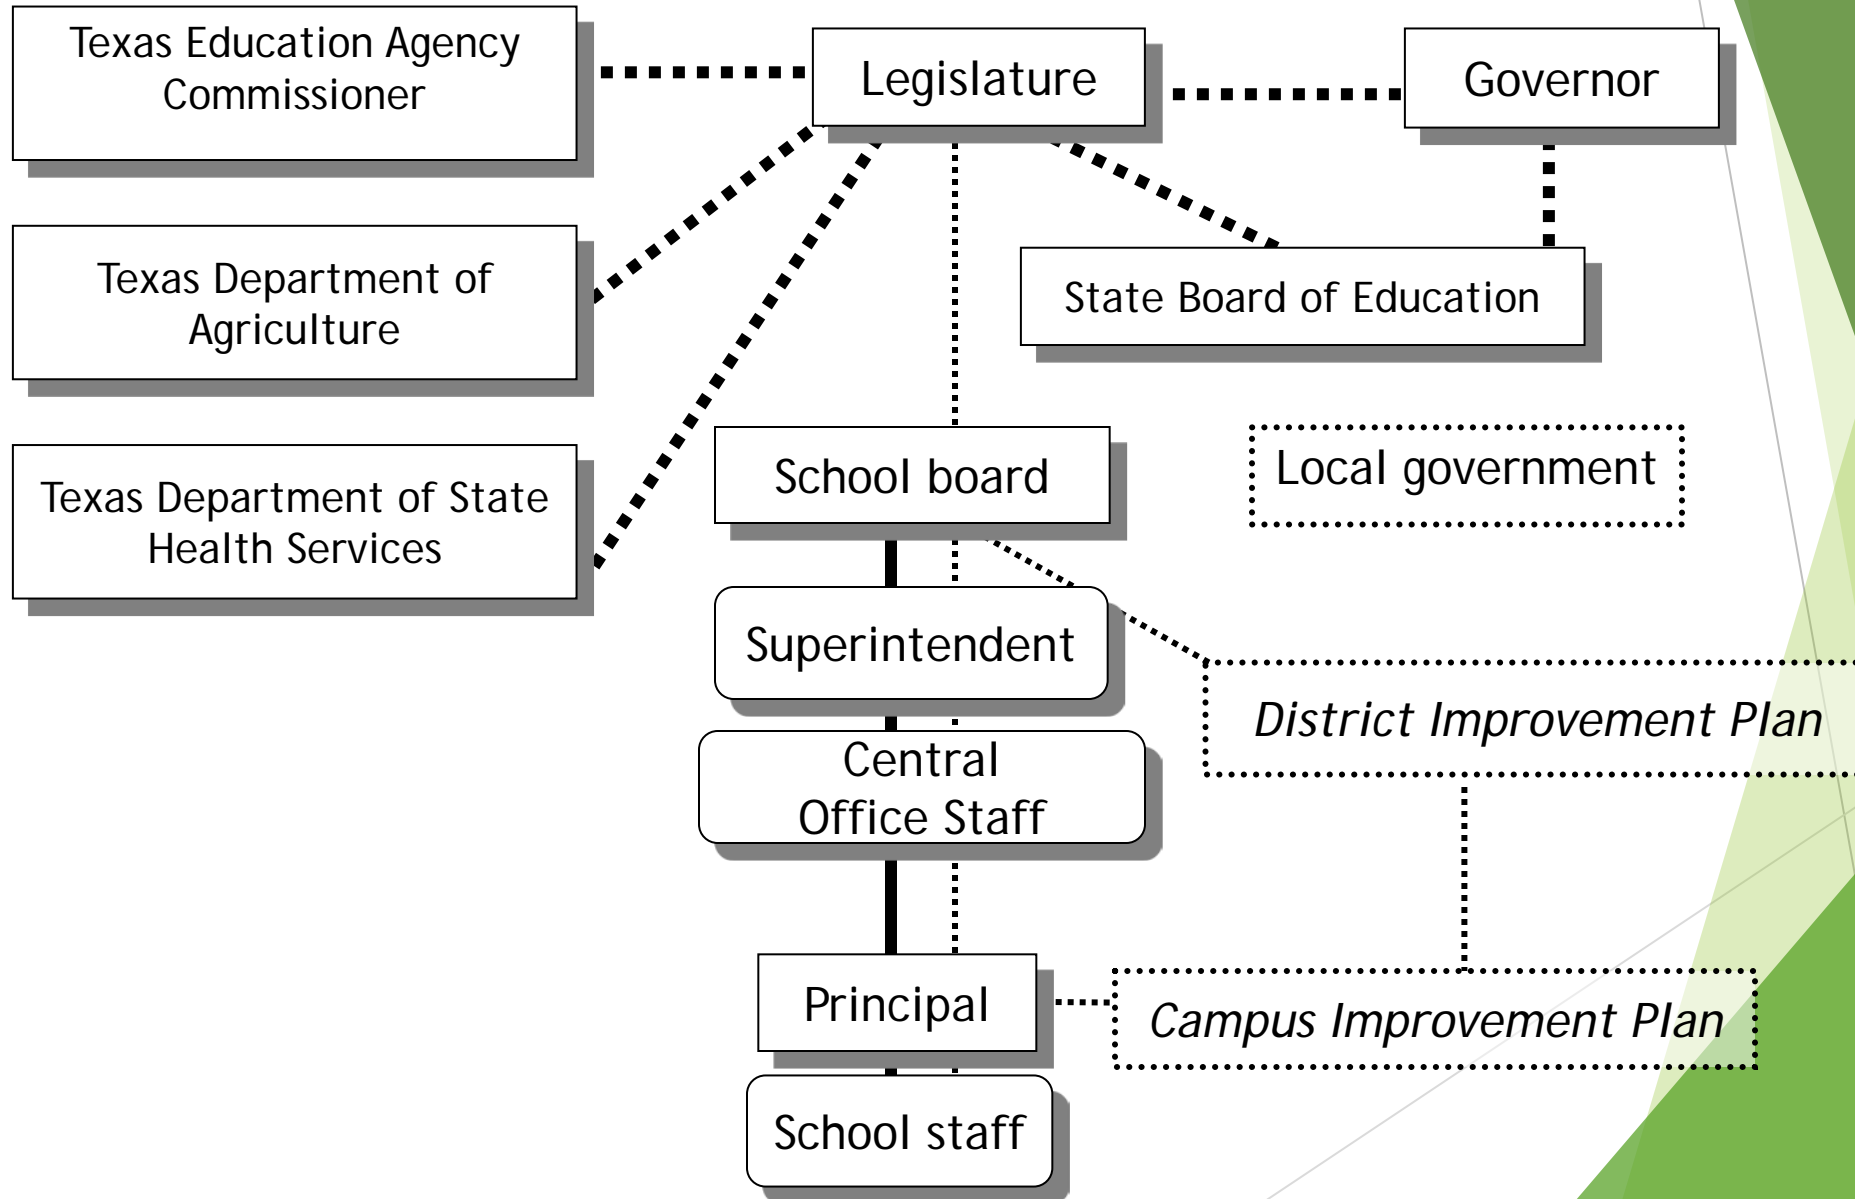 Texas Education Agency
Commissioner
Legislature
Governor
Texas Department of
Agriculture
State Board of Education
Texas Department of State
Health Services
School board
Local government
Superintendent
District Improvement Plan
Central
Office Staff
Principal
Campus Improvement Plan
School staff